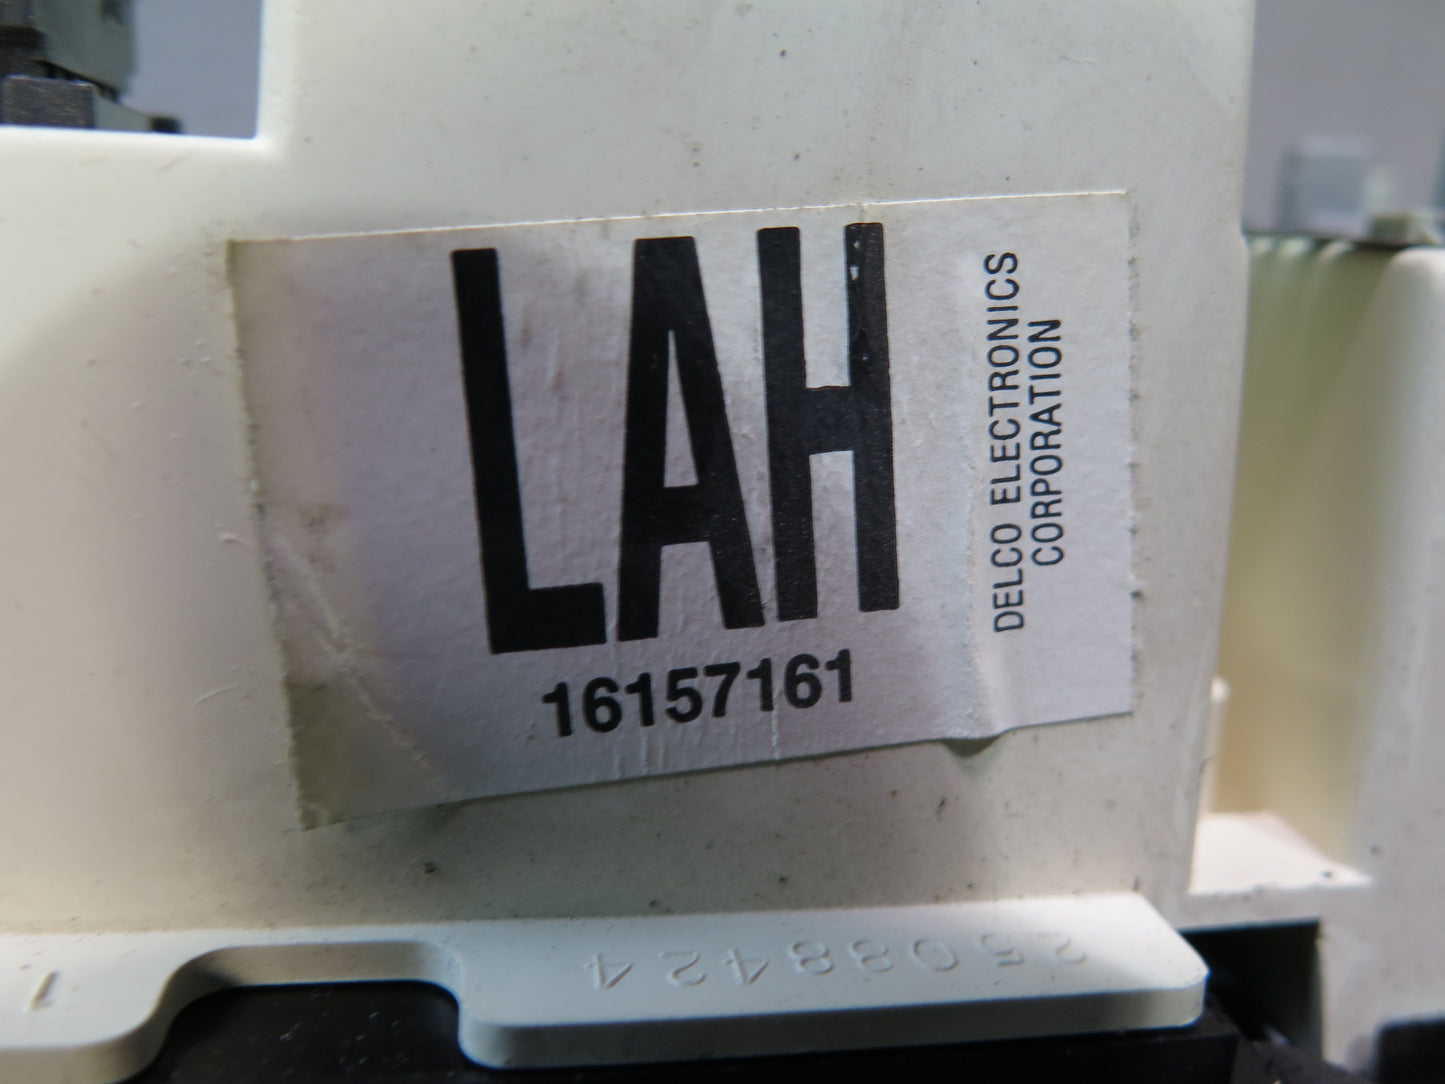 LAH
16157161
DELCO ELECTRONICS
CORPORATION
25088424